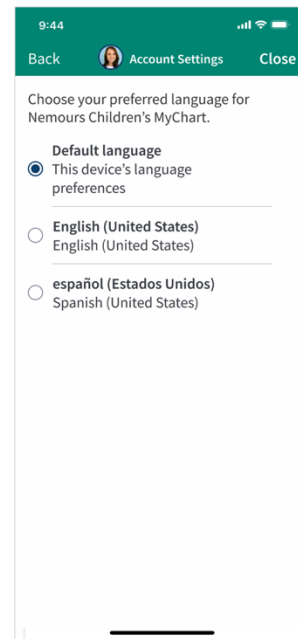 9:44
Back
Account Settings
Close
Choose your preferred language for
Nemours Children's MyChart.
Default language
This device's language
preferences
English (United States)
English (United States)
español (Estados Unidos)
Spanish (United States)